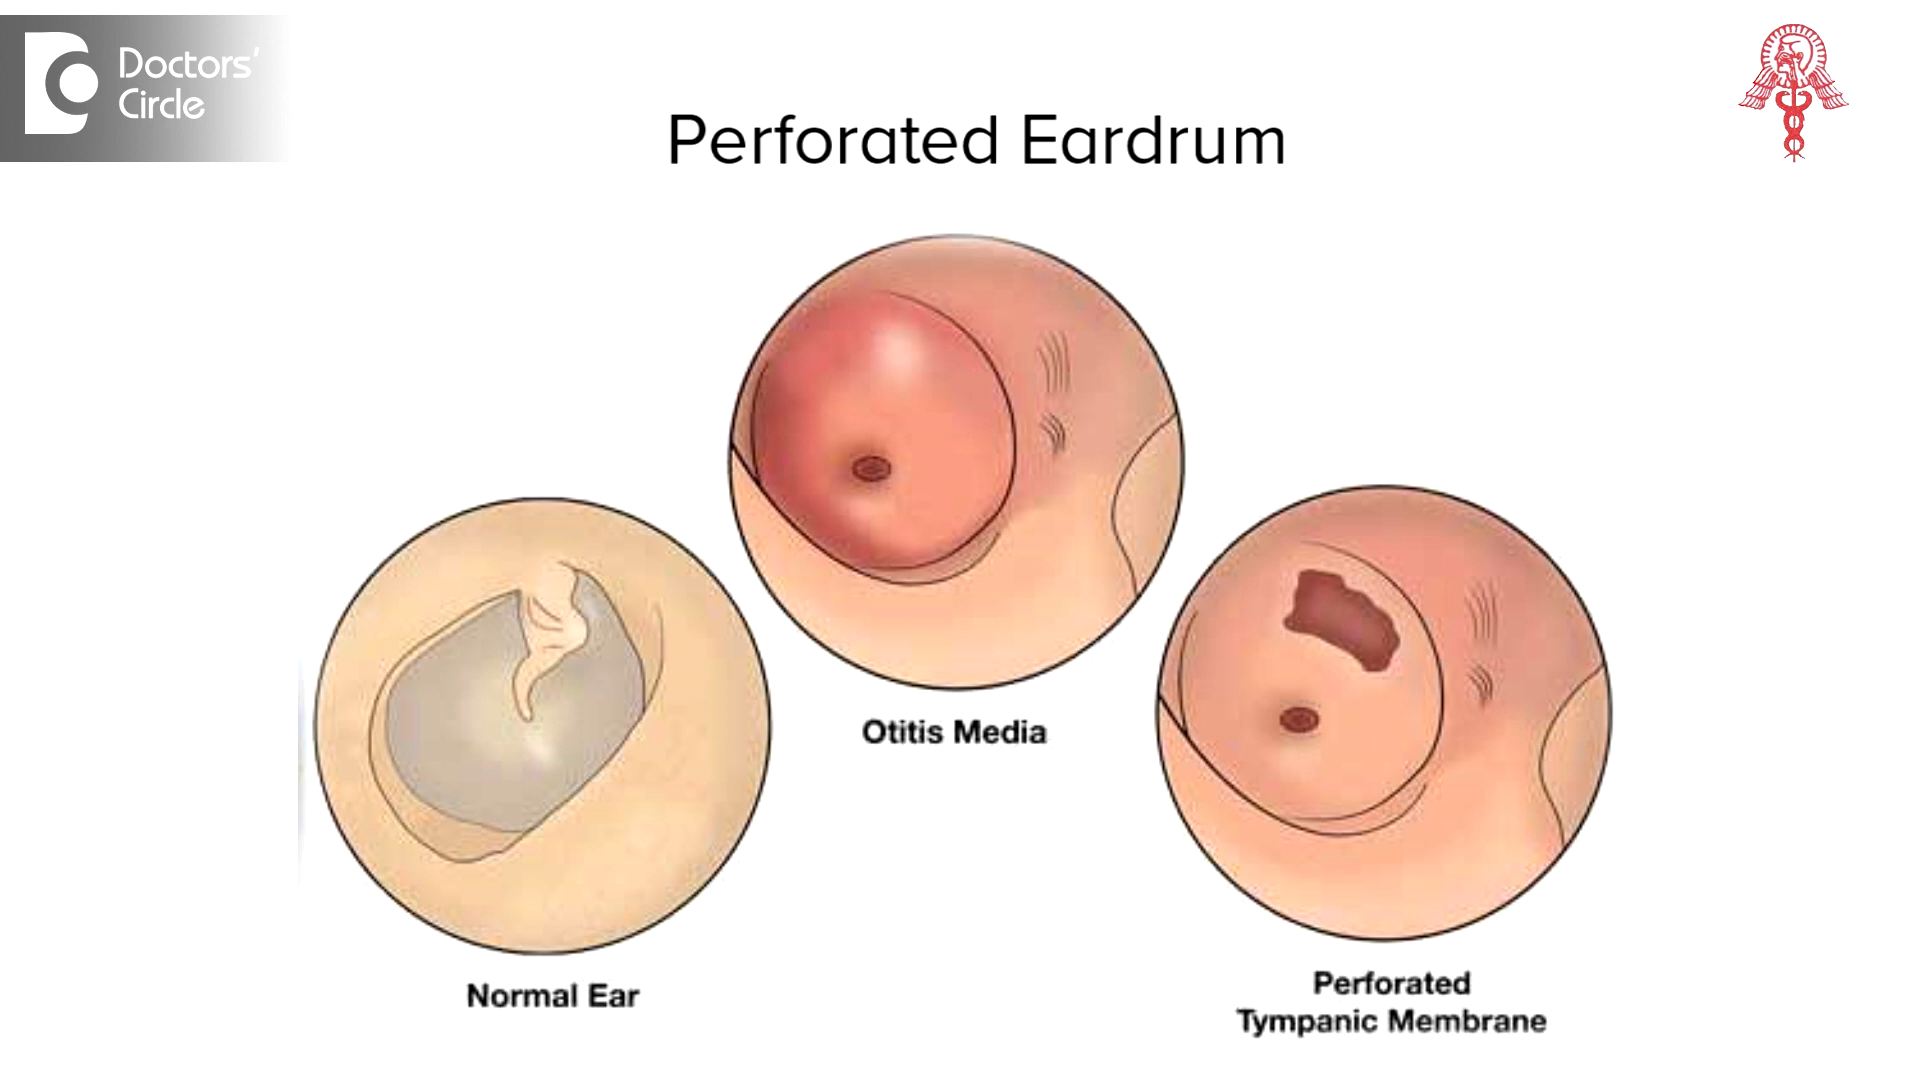 Doctors'
Circle
Perforated Eardrum
Otitis Media
Normal Ear
Perforated
Tympanic Membrane